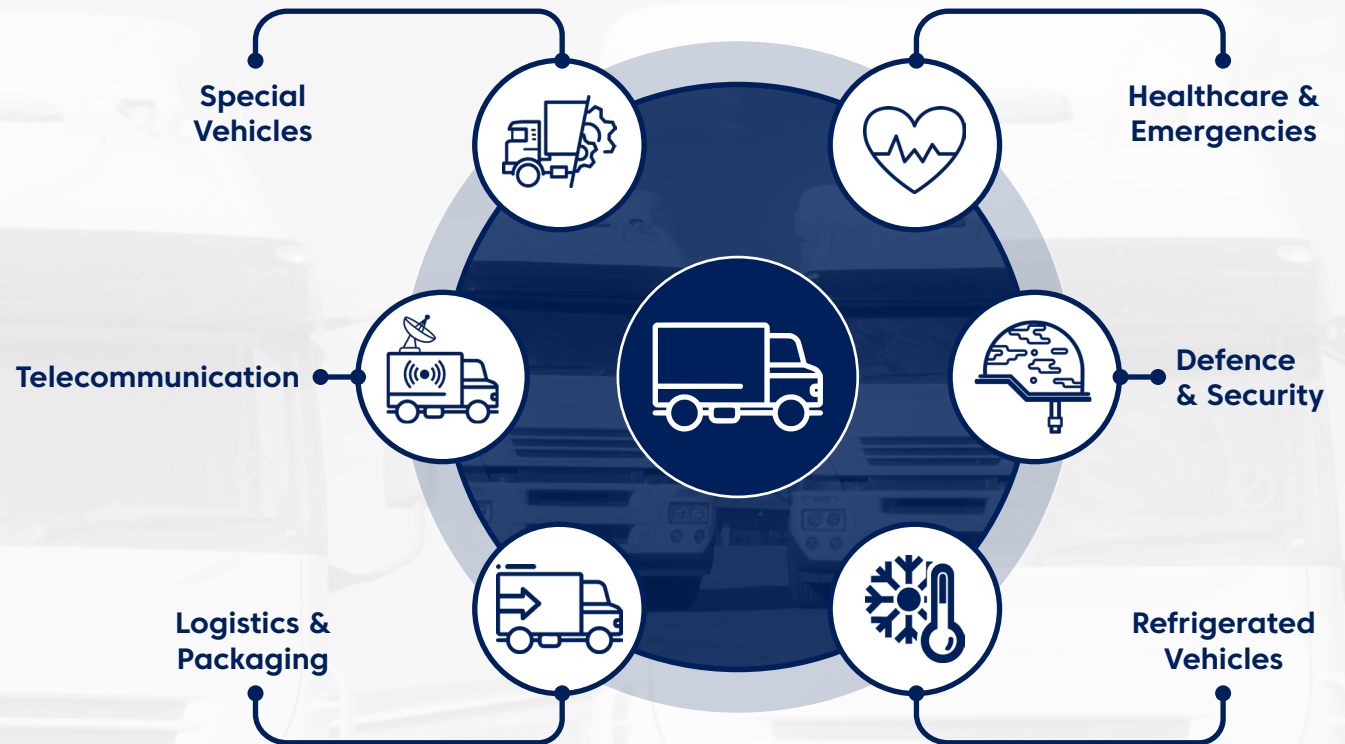 Special
Vehicles
Healthcare &
Emergencies
Telecommunication
Defence
& Security
Logistics &
Packaging
Refrigerated
Vehicles